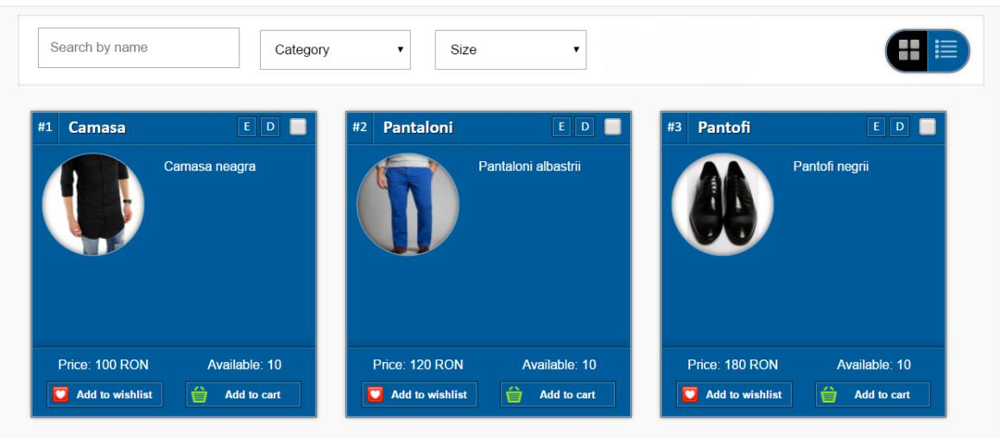 Search by name
Category
Size
#1 Camasa E D
Camasa neagra
Price: 100 RON Available: 10
Add to wishlist Add to cart
#2 Pantaloni E D
Pantaloni albastrii
Price: 120 RON Available: 10
Add to wishlist Add to cart
#3 Pantofi E D
Pantofi negrii
Price: 180 RON Available: 10
Add to wishlist Add to cart